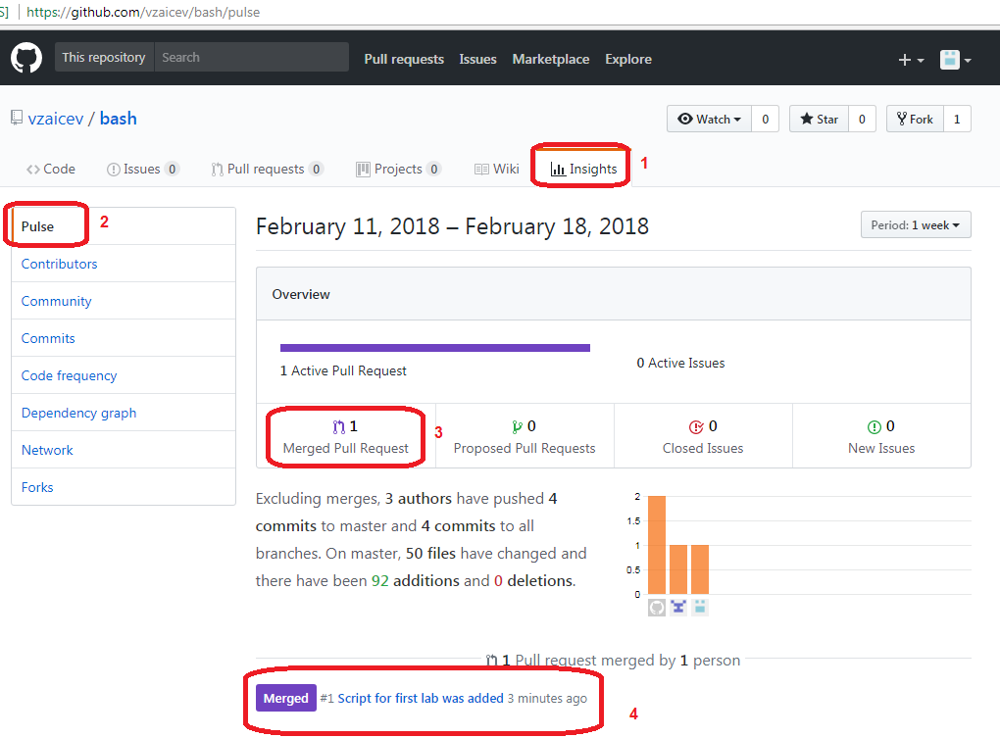 S] https://github.com/vzaicev/bash/pulse
This repository Search Pull requests Issues Marketplace Explore
vzaicev / bash
Watch 0 Star 0 Fork 1
Code Issues 0 Pull requests 0 Projects 0 Wiki Insights 1
Pulse 2
Contributors
Community
Commits
Code frequency
Dependency graph
Network
Forks
February 11, 2018 – February 18, 2018
Period: 1 week
Overview
1 Active Pull Request
0 Active Issues
1
Merged Pull Request
3
0
Proposed Pull Requests
0
Closed Issues
0
New Issues
Excluding merges, 3 authors have pushed 4
commits to master and 4 commits to all
branches. On master, 50 files have changed and
there have been 92 additions and 0 deletions.
2
1.5
1
0.5
0
1 Pull request merged by 1 person
Merged #1 Script for first lab was added 3 minutes ago
4